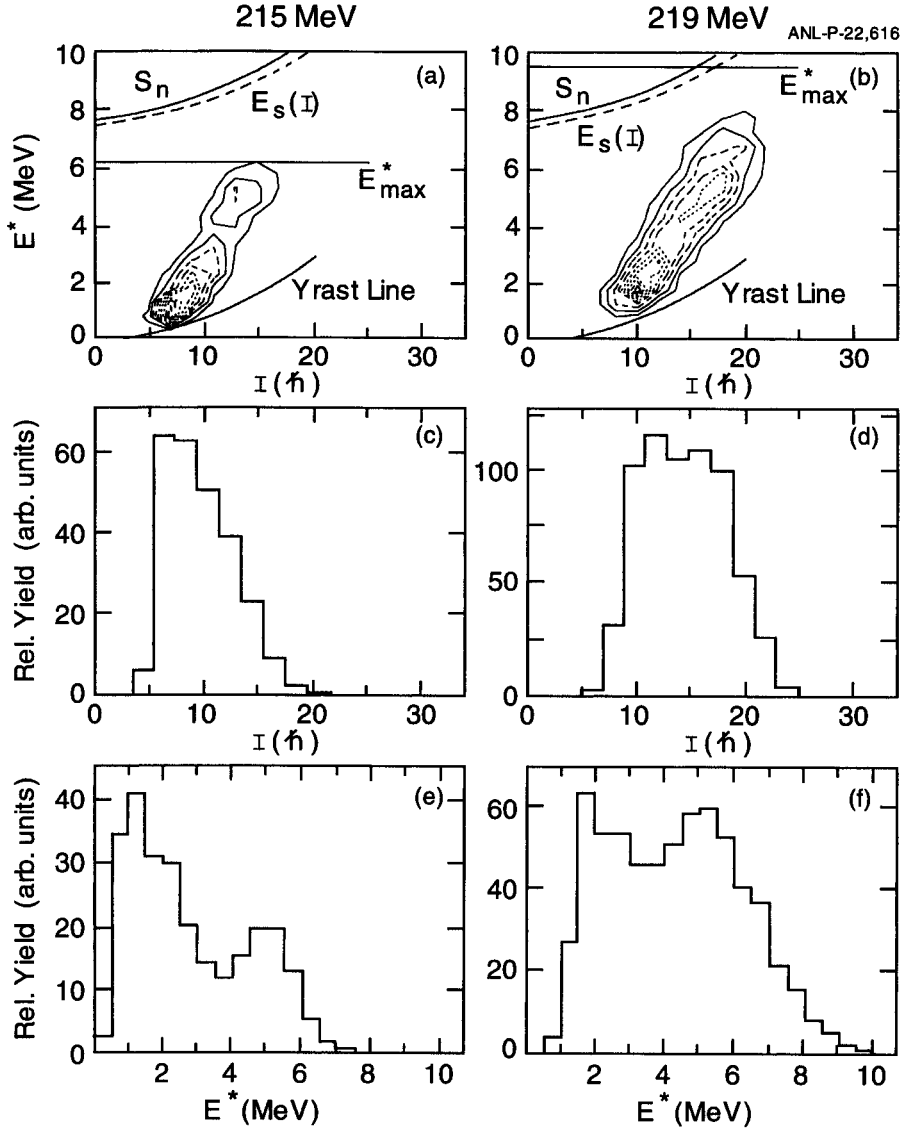 215 MeV
219 MeV
ANL-P-22,616
10
8
6
4
2
0
E* (MeV)
(a)
Sn
Es(I)
E*max
Yrast Line
0
10
20
30
I (ħ)
10
8
6
4
2
0
(b)
Sn
E*max
Es(I)
Yrast Line
0
10
20
30
I (ħ)
Rel. Yield (arb. units)
60
40
20
0
(c)
0
10
20
30
I (ħ)
100
50
0
(d)
0
10
20
30
I (ħ)
Rel. Yield (arb. units)
40
30
20
10
0
(e)
2
4
6
8
10
E* (MeV)
60
40
20
0
(f)
2
4
6
8
10
E* (MeV)